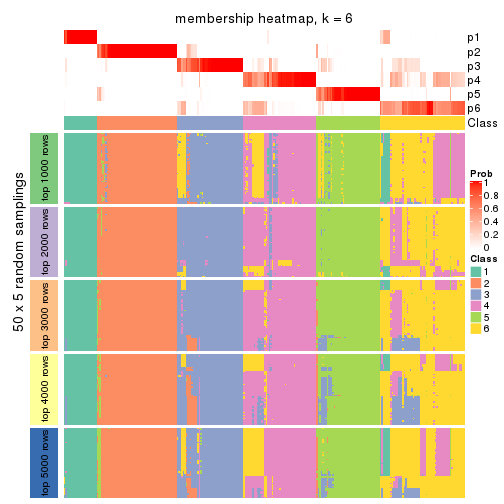 membership heatmap, k = 6
p1
p2
p3
p4
p5
p6
Class
50 x 5 random samplings
top 1000 rows
top 2000 rows
top 3000 rows
top 4000 rows
top 5000 rows
Prob
1
0.8
0.6
0.4
0.2
0
Class
1
2
3
4
5
6